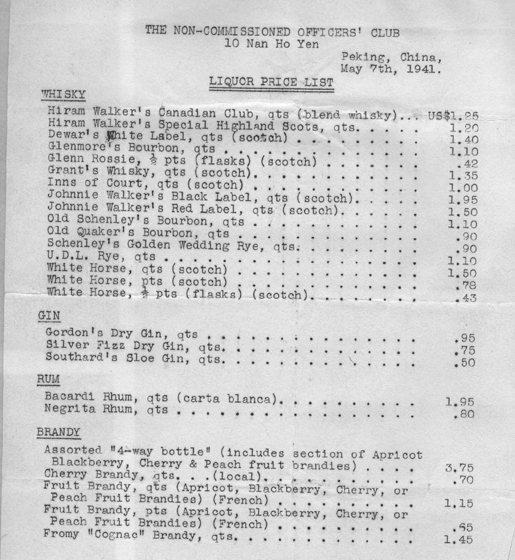 THE NON-COMMISSIONED OFFICERS' CLUB
10 Nan Ho Yen
Peking, China,
May 7th, 1941.
LIQUOR PRICE LIST
WHISKY
Hiram Walker's Canadian Club, qts (blend whisky)... US$1.25
Hiram Walker's Special Highland Scots, qts. . . . . . 1.20
Dewar's White Label, qts (scotch) . . . . . . . . . 1.40
Glenmore's Bourbon, qts . . . . . . . . . . . . . 1.10
Glenn Rossie, ½ pts (flasks) (scotch) . . . . . . . .42
Grant's Whisky, qts (scotch). . . . . . . . . . . 1.35
Inns of Court, qts (scotch) . . . . . . . . . . . 1.00
Johnnie Walker's Black Label, qts (scotch). . . . . 1.95
Johnnie Walker's Red Label, qts (scotch). . . . . . 1.50
Old Schenley's Bourbon, qts . . . . . . . . . . . 1.10
Old Quaker's Bourbon, qts . . . . . . . . . . . . .90
Schenley's Golden Wedding Rye, qts. . . . . . . . . .90
U.D.L. Rye, qts . . . . . . . . . . . . . . . . 1.10
White Horse, qts (scotch) . . . . . . . . . . . . 1.50
White Horse, pts (scotch) . . . . . . . . . . . . .78
White Horse, ½ pts (flasks) (scotch). . . . . . . . .43
GIN
Gordon's Dry Gin, qts . . . . . . . . . . . . . . .95
Silver Fizz Dry Gin, qts. . . . . . . . . . . . . .75
Southard's Sloe Gin, qts. . . . . . . . . . . . . .50
RUM
Bacardi Rhum, qts (carta blanca). . . . . . . . . 1.95
Negrita Rhum, qts . . . . . . . . . . . . . . . .80
BRANDY
Assorted "4-way bottle" (includes section of Apricot
Blackberry, Cherry & Peach fruit brandies) . . . . 3.75
Cherry Brandy, qts. . .(local). . . . . . . . . . .70
Fruit Brandy, qts (Apricot, Blackberry, Cherry, or
Peach Fruit Brandies) (French) . . . . . . . . . 1.15
Fruit Brandy, pts (Apricot, Blackberry, Cherry, or
Peach Fruit Brandies) (French) . . . . . . . . . .65
Fromy "Cognac" Brandy, qts. . . . . . . . . . . . 1.45